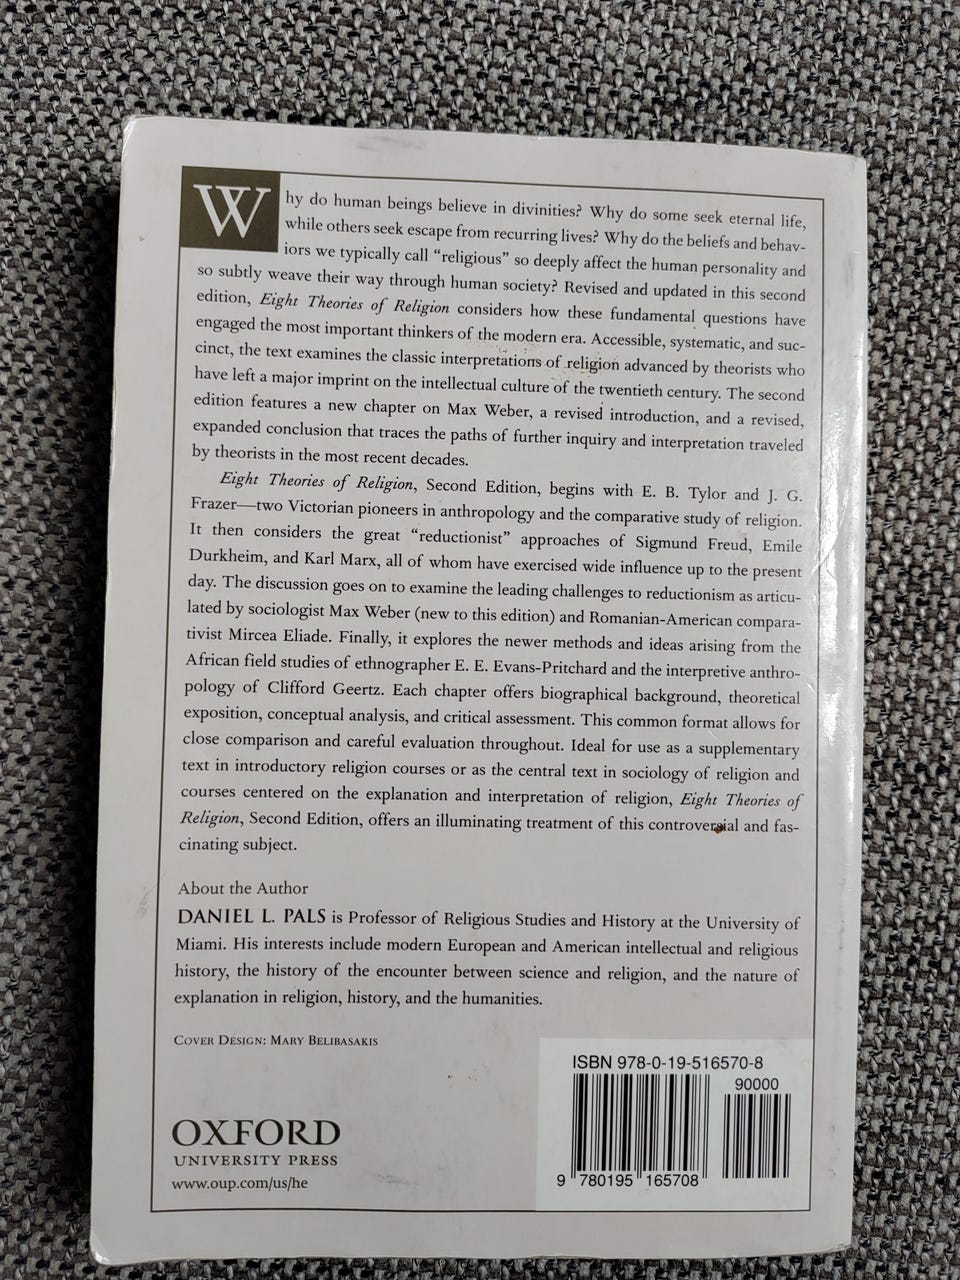 Why do human beings believe in divinities? Why do some seek eternal life,
while others seek escape from recurring lives? Why do the beliefs and behav-
iors we typically call “religious” so deeply affect the human personality and
so subtly weave their way through human society? Revised and updated in this second
edition, Eight Theories of Religion considers how these fundamental questions have
engaged the most important thinkers of the modern era. Accessible, systematic, and suc-
cinct, the text examines the classic interpretations of religion advanced by theorists who
have left a major imprint on the intellectual culture of the twentieth century. The second
edition features a new chapter on Max Weber, a revised introduction, and a revised,
expanded conclusion that traces the paths of further inquiry and interpretation traveled
by theorists in the most recent decades.
Eight Theories of Religion, Second Edition, begins with E. B. Tylor and J. G.
Frazer—two Victorian pioneers in anthropology and the comparative study of religion.
It then considers the great “reductionist” approaches of Sigmund Freud, Emile
Durkheim, and Karl Marx, all of whom have exercised wide influence up to the present
day. The discussion goes on to examine the leading challenges to reductionism as articu-
lated by sociologist Max Weber (new to this edition) and Romanian-American compara-
tivist Mircea Eliade. Finally, it explores the newer methods and ideas arising from the
African field studies of ethnographer E. E. Evans-Pritchard and the interpretive anthro-
pology of Clifford Geertz. Each chapter offers biographical background, theoretical
exposition, conceptual analysis, and critical assessment. This common format allows for
close comparison and careful evaluation throughout. Ideal for use as a supplementary
text in introductory religion courses or as the central text in sociology of religion and
courses centered on the explanation and interpretation of religion, Eight Theories of
Religion, Second Edition, offers an illuminating treatment of this controversial and fas-
cinating subject.
About the Author
DANIEL L. PALS is Professor of Religious Studies and History at the University of
Miami. His interests include modern European and American intellectual and religious
history, the history of the encounter between science and religion, and the nature of
explanation in religion, history, and the humanities.
COVER DESIGN: MARY BELIBASAKIS
OXFORD
UNIVERSITY PRESS
www.oup.com/us/he
ISBN 978-0-19-516570-8
90000
9 780195 165708